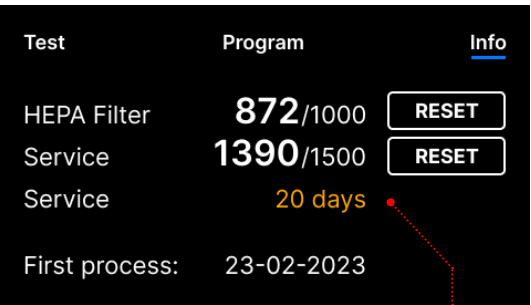 Test Program Info
HEPA Filter 872/1000 RESET
Service 1390/1500 RESET
Service 20 days
First process: 23-02-2023